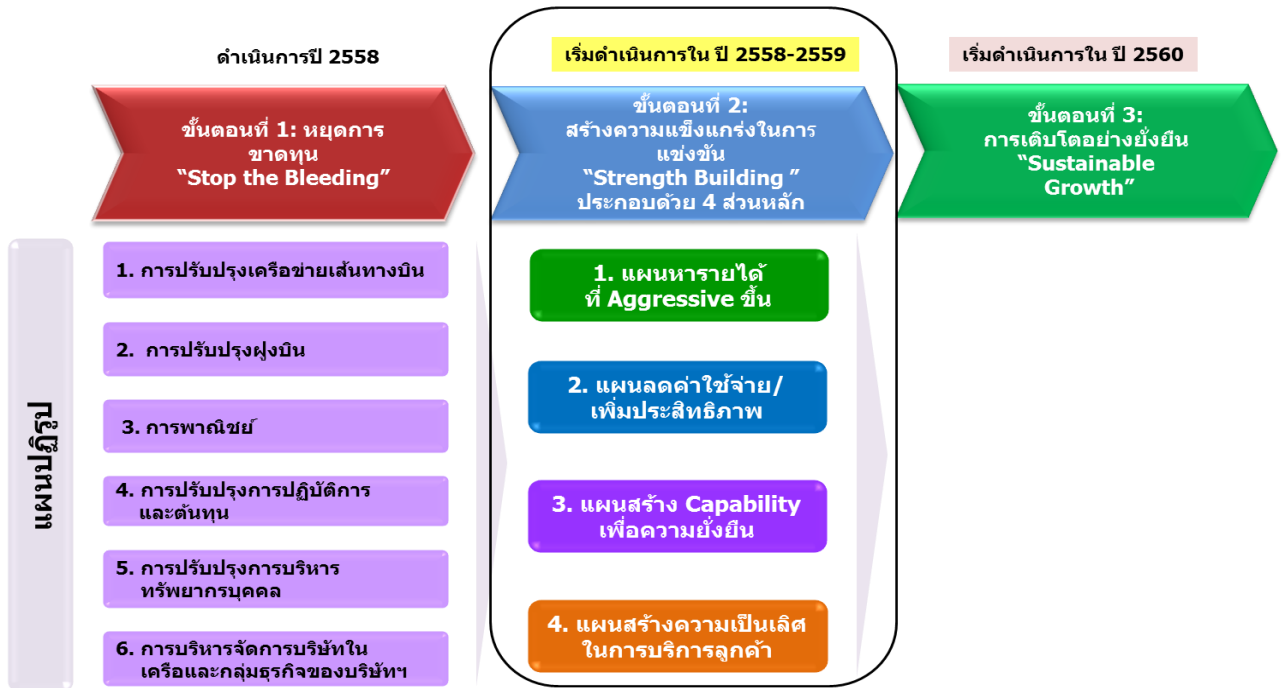 ดำเนินการปี 2558
ขั้นตอนที่ 1: หยุดการ
ขาดทุน
“Stop the Bleeding”
เริ่มดำเนินการใน ปี 2558-2559
ขั้นตอนที่ 2:
สร้างความแข็งแกร่งในการ
แข่งขัน
“Strength Building ”
ประกอบด้วย 4 ส่วนหลัก
เริ่มดำเนินการใน ปี 2560
ขั้นตอนที่ 3:
การเติบโตอย่างยั่งยืน
“Sustainable
Growth”
แผนปฏิรูป
1. การปรับปรุงเครือข่ายเส้นทางบิน
2. การปรับปรุงฝูงบิน
3. การพาณิชย์
4. การปรับปรุงการปฏิบัติการ
และต้นทุน
5. การปรับปรุงการบริหาร
ทรัพยากรบุคคล
6. การบริหารจัดการบริษัทใน
เครือและกลุ่มธุรกิจของบริษัทฯ
1. แผนหารายได้
ที่ Aggressive ขึ้น
2. แผนลดค่าใช้จ่าย/
เพิ่มประสิทธิภาพ
3. แผนสร้าง Capability
เพื่อความยั่งยืน
4. แผนสร้างความเป็นเลิศ
ในการบริการลูกค้า